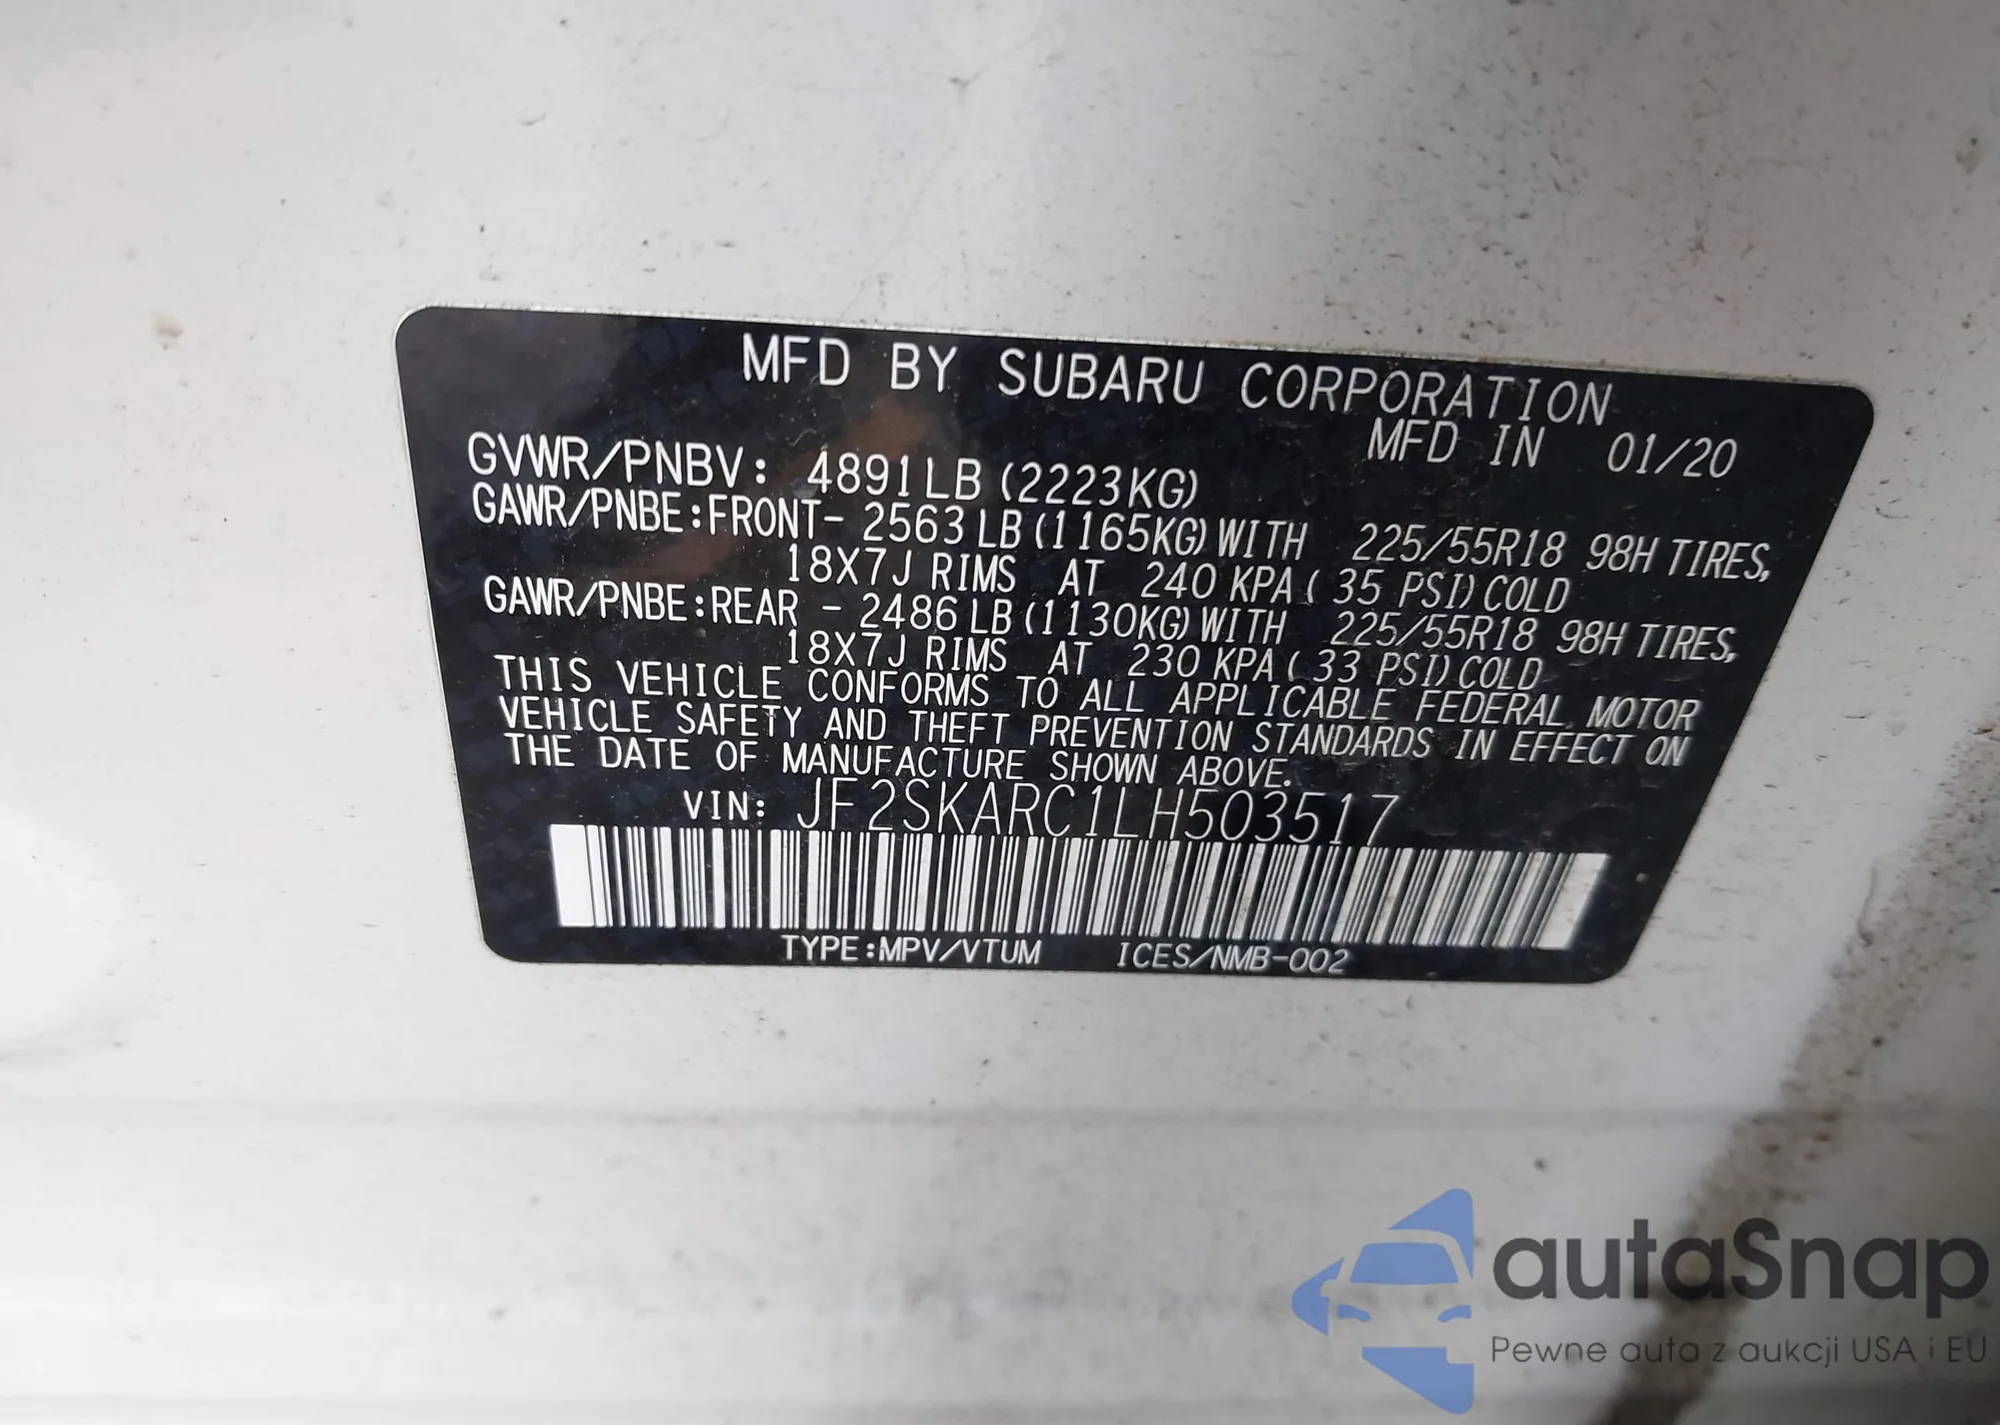 MFD BY SUBARU CORPORATION
MFD IN 01/20
GVWR/PNBV: 4891LB (2223KG)
GAWR/PNBE:FRONT- 2563 LB (1165KG) WITH 225/55R18 98H TIRES,
18X7J RIMS AT 240 KPA ( 35 PSI) COLD
GAWR/PNBE:REAR - 2486 LB (1130KG) WITH 225/55R18 98H TIRES,
18X7J RIMS AT 230 KPA ( 33 PSI) COLD
THIS VEHICLE CONFORMS TO ALL APPLICABLE FEDERAL MOTOR
VEHICLE SAFETY AND THEFT PREVENTION STANDARDS IN EFFECT ON
THE DATE OF MANUFACTURE SHOWN ABOVE.
VIN: JF2SKARC1LH503517
TYPE:MPV/VTUM ICES/NMB-002
autaSnap
Pewne auta z aukcji USA i EU